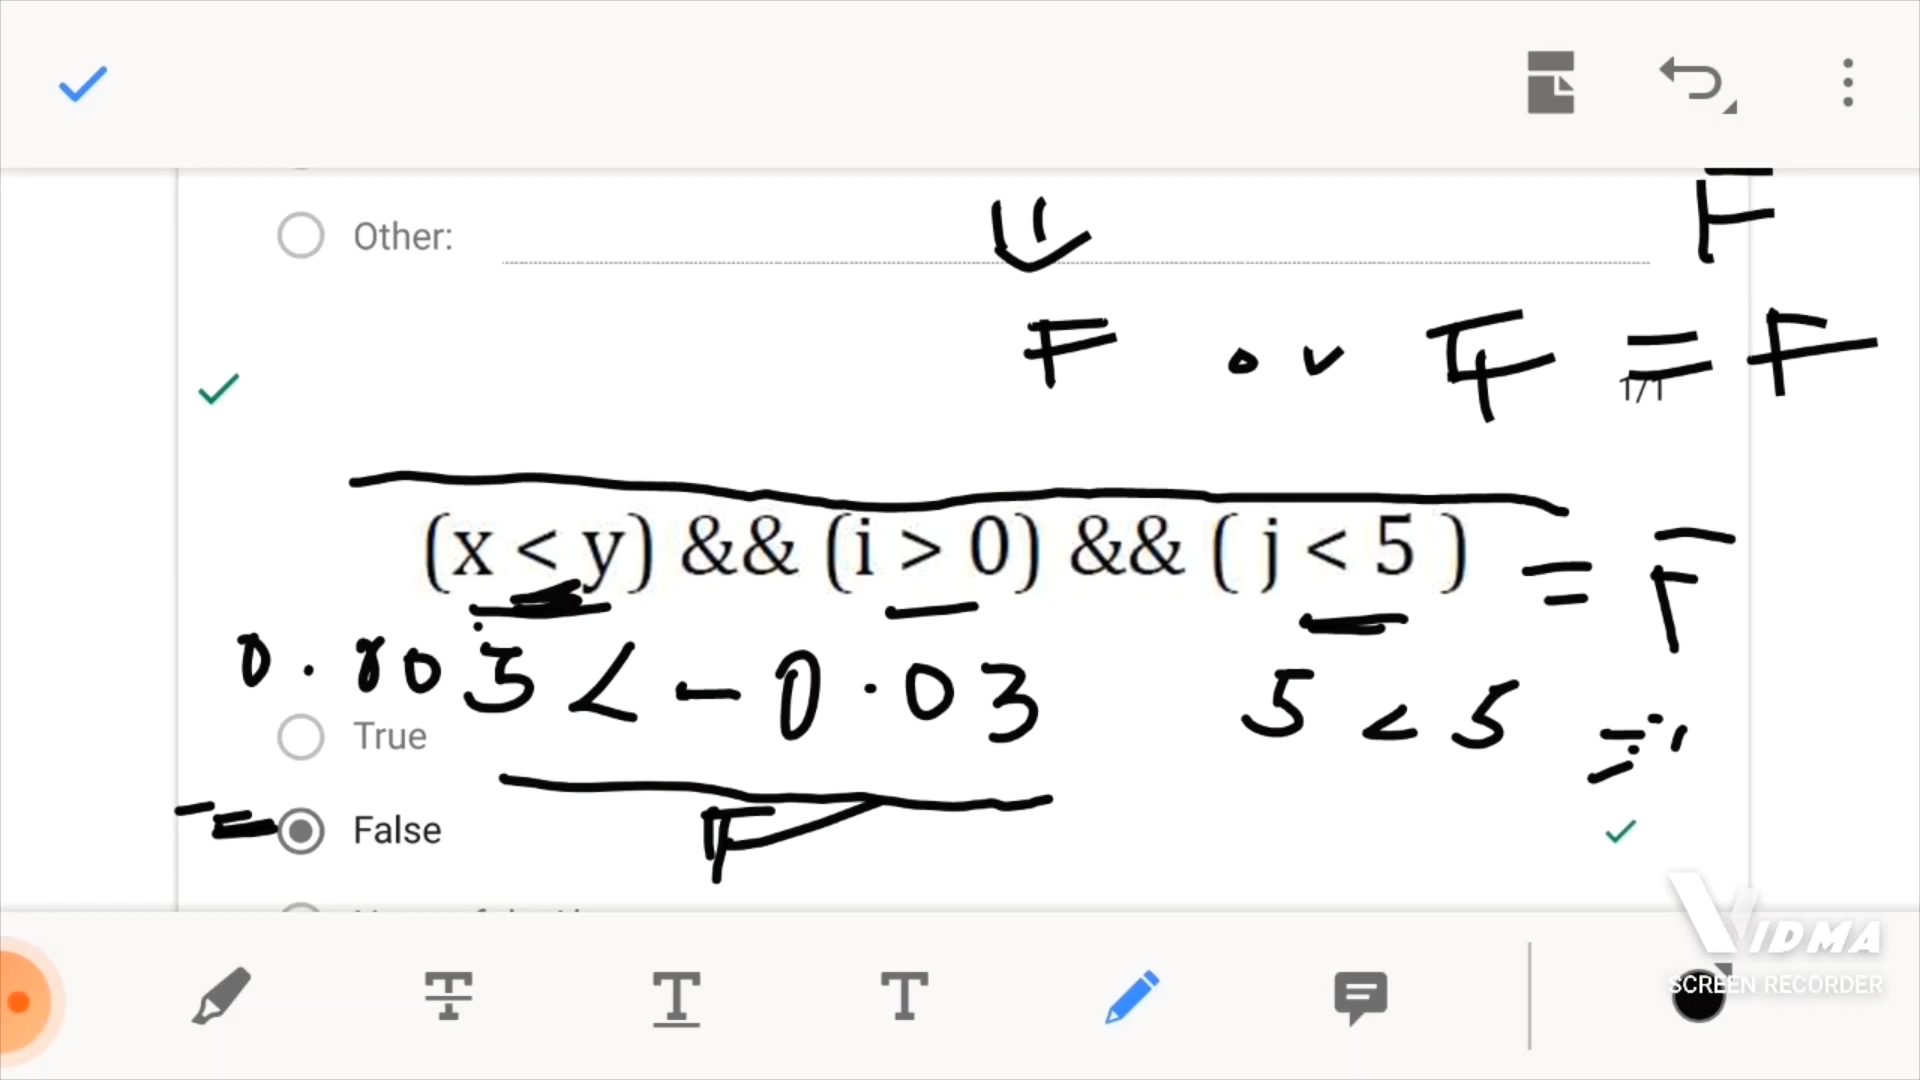 F
Other:
F or F = F
1/1
(x < y) && (i > 0) && ( j < 5 ) = F
0.805 < - 0.03
5 < 5 =
True
False
F
VIDMA
SCREEN RECORDER
T
T
T